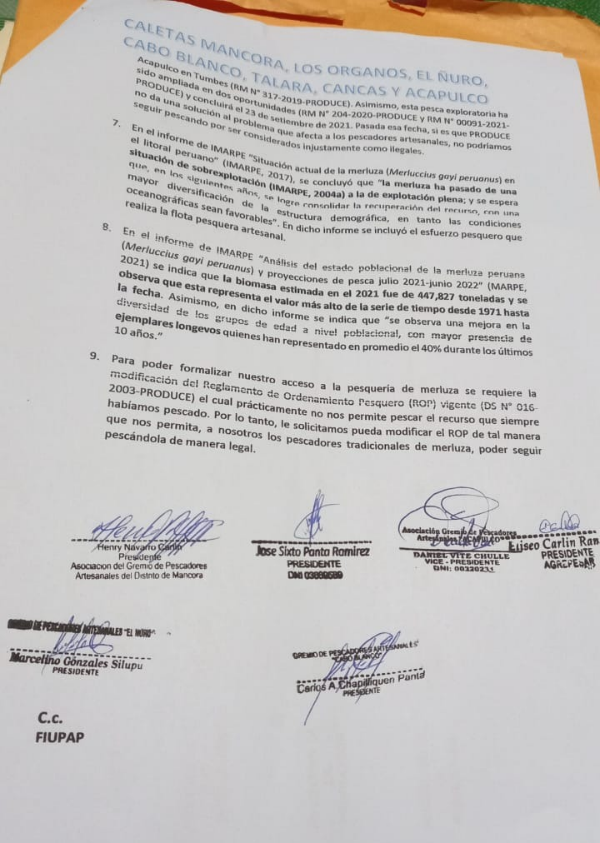 CALETAS MANCORA, LOS ORGANOS, EL ÑURO,
CABO BLANCO, TALARA, CANCAS Y ACAPULCO
Acapulco en Tumbes (RM N° 317-2019-PRODUCE). Asimismo, esta pesca exploratoria ha
sido ampliada en dos oportunidades (RM N° 204-2020-PRODUCE y RM N° 00091-2021-
PRODUCE) y concluirá el 23 de setiembre de 2021. Pasada esa fecha, si es que PRODUCE
no da una solución al problema que afecta a los pescadores artesanales, no podríamos
seguir pescando por ser considerados injustamente como ilegales.
7. En el informe de IMARPE "Situación actual de la merluza (Merluccius gayi peruanus) en
el litoral peruano" (IMARPE, 2017), se concluyó que "la merluza ha pasado de una
situación de sobrexplotación (IMARPE, 2004a) a la de explotación plena; y se espera
que, en los siguientes años, se logre consolidar la recuperación del recurso, con una
mayor diversificación de la estructura demográfica, en tanto las condiciones
oceanográficas sean favorables". En dicho informe se incluyó el esfuerzo pesquero que
realiza la flota pesquera artesanal.
8. En el informe de IMARPE "Análisis del estado poblacional de la merluza peruana
(Merluccius gayi peruanus) y proyecciones de pesca julio 2021-junio 2022" (IMARPE,
2021) se indica que la biomasa estimada en el 2021 fue de 447,827 toneladas y se
observa que esta representa el valor más alto de la serie de tiempo desde 1971 hasta
la fecha. Asimismo, en dicho informe se indica que "se observa una mejora en la
diversidad de los grupos de edad a nivel poblacional, con mayor presencia de
ejemplares longevos quienes han representado en promedio el 40% durante los últimos
10 años."
9. Para poder formalizar nuestro acceso a la pesquería de merluza se requiere la
modificación del Reglamento de Ordenamiento Pesquero (ROP) vigente (DS N° 016-
2003-PRODUCE) el cual prácticamente no nos permite pescar el recurso que siempre
habíamos pescado. Por lo tanto, le solicitamos pueda modificar el ROP de tal manera
que nos permita, a nosotros los pescadores tradicionales de merluza, poder seguir
pescándola de manera legal.
Henry Navarro
Presidente
Asociacion del Gremio de Pescadores
Artesanales del Distrito de Mancora
Jose Sixto Panta Ramirez
PRESIDENTE
DNI
Asociación Gremio de Pescadores
Artesanales "ACAPULCO"
DANIEL VITE CHULLE
VICE - PRESIDENTE
DNI:
Eliseo Carlin Ran
PRESIDENTE
AGREPESAR
GREMIO DE PESCADORES ARTESANALES "EL ÑURO"
Marcelino Gónzales Silupu
PRESIDENTE
GREMIO DE PESCADORES ARTESANALES
"CABO BLANCO"
Carlos A. Chapilliquen Panta
PRESIDENTE
C.c.
FIUPAP